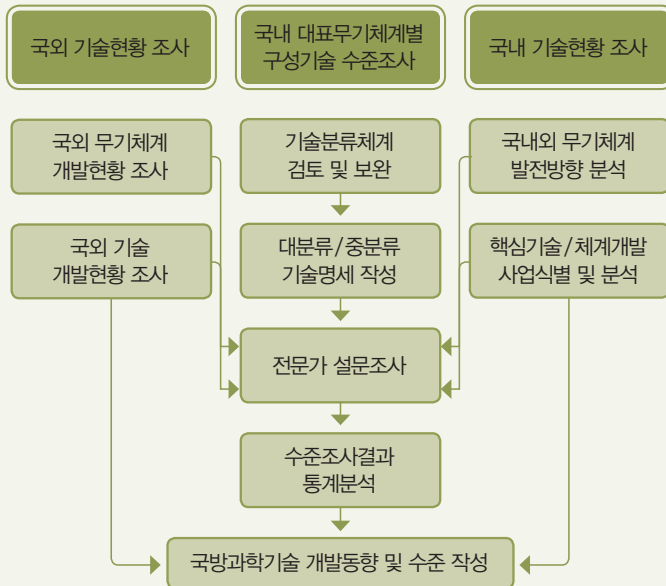 국외 기술현황 조사
국내 대표무기체계별
구성기술 수준조사
국내 기술현황 조사
국외 무기체계
개발현황 조사
기술분류체계
검토 및 보완
국내외 무기체계
발전방향 분석
국외 기술
개발현황 조사
대분류/중분류
기술명세 작성
핵심기술/체계개발
사업식별 및 분석
전문가 설문조사
수준조사결과
통계분석
국방과학기술 개발동향 및 수준 작성